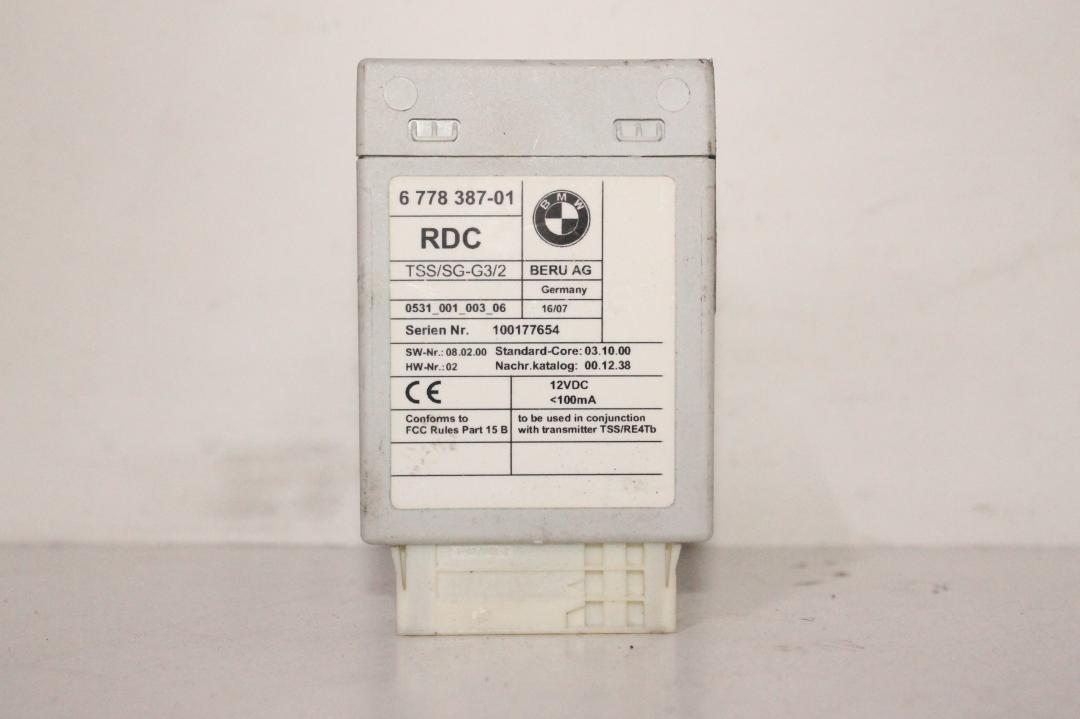 6 778 387-01
BMW
RDC
TSS/SG-G3/2
BERU AG
Germany
0531_001_003_06
16/07
Serien Nr. 100177654
SW-Nr.: 08.02.00 Standard-Core: 03.10.00
HW-Nr.: 02 Nachr.katalog: 00.12.38
CE
12VDC
<100mA
Conforms to
FCC Rules Part 15 B
to be used in conjunction
with transmitter TSS/RE4Tb